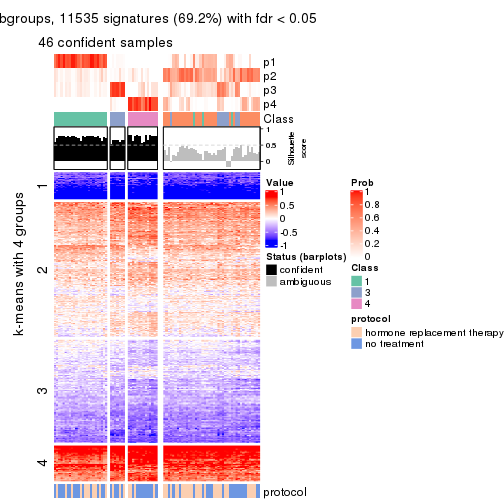 bgroups, 11535 signatures (69.2%) with fdr < 0.05
46 confident samples
p1
p2
p3
p4
Class
1
0.5
0
Silhouette
score
k-means with 4 groups
1
2
3
4
protocol
Value
1
0.5
0
-0.5
-1
Status (barplots)
confident
ambiguous
Prob
1
0.8
0.6
0.4
0.2
0
Class
1
3
4
protocol
hormone replacement therapy
no treatment